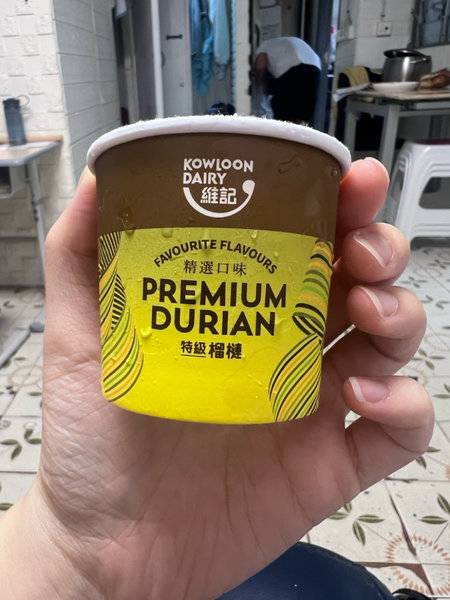 KOWLOON
DAIRY
維記
FAVOURITE FLAVOURS
精選口味
PREMIUM
DURIAN
特級榴槤